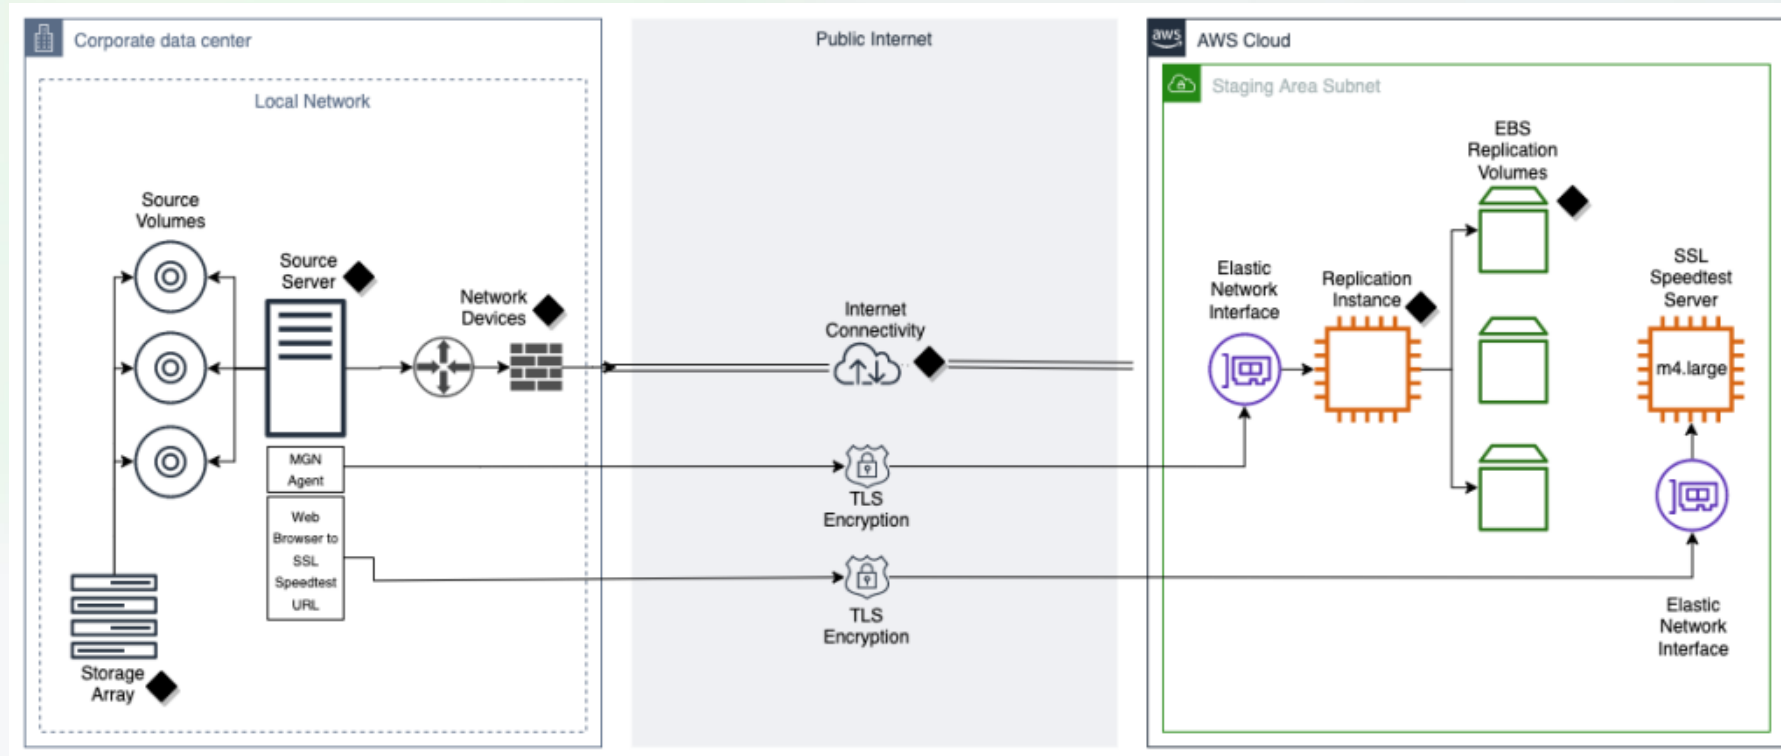 Corporate data center
Local Network
Source
Volumes
Source
Server
Network
Devices
MGN
Agent
Web
Browser to
SSL
Speedtest
URL
Storage
Array
Public Internet
Internet
Connectivity
TLS
Encryption
TLS
Encryption
aws
AWS Cloud
Staging Area Subnet
EBS
Replication
Volumes
Elastic
Network
Interface
Replication
Instance
SSL
Speedtest
Server
m4.large
Elastic
Network
Interface